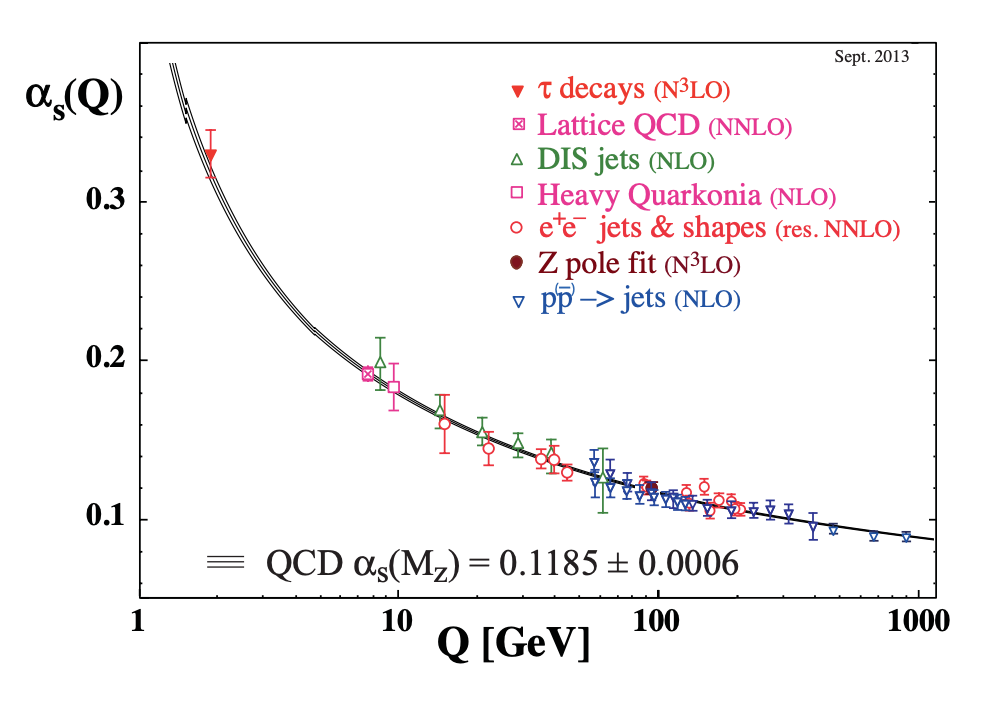 Sept. 2013
αs(Q)
τ decays (N³LO)
Lattice QCD (NNLO)
DIS jets (NLO)
Heavy Quarkonia (NLO)
e⁺e⁻ jets & shapes (res. NNLO)
Z pole fit (N³LO)
pp̄⁽⁻⁾ –> jets (NLO)
0.3
0.2
0.1
QCD αs(Mz) = 0.1185 ± 0.0006
1 10 100 1000
Q [GeV]